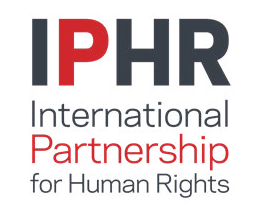 IPHR
International
Partnership
for Human Rights